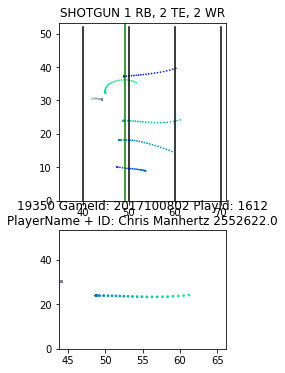 SHOTGUN 1 RB, 2 TE, 2 WR
50
40
30
20
10
0
40 50 60 70
19350 GameId: 2017100802 PlayId: 1612
PlayerName + ID: Chris Manhertz 2552622.0
40
20
0
45 50 55 60 65